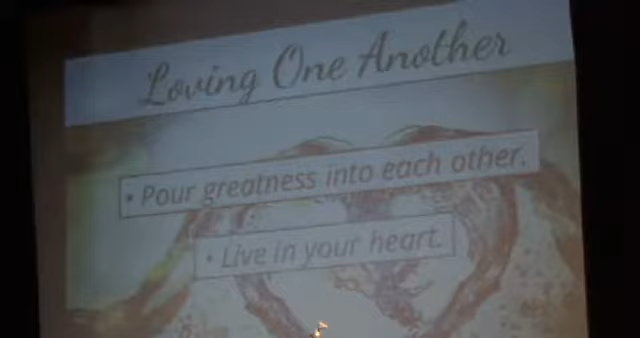 Loving One Another
• Pour greatness into each other.
• Live in your heart.